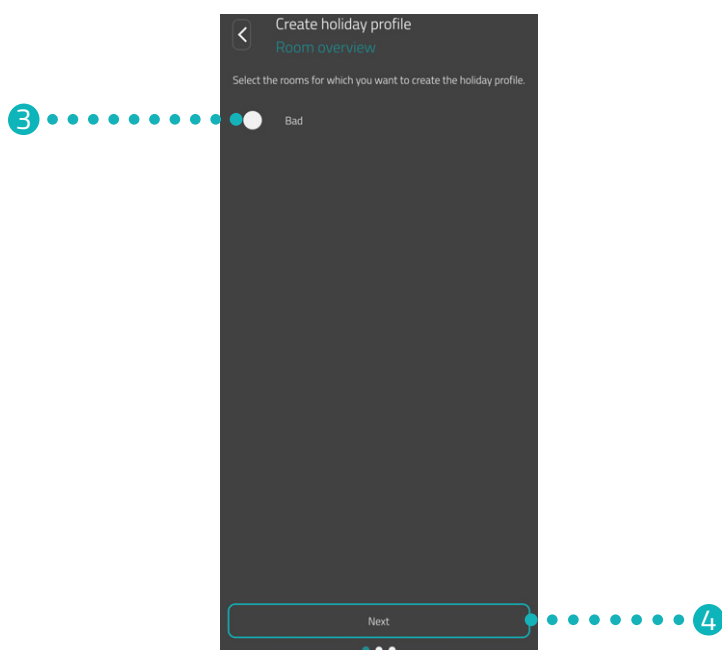 Create holiday profile
Room overview
Select the rooms for which you want to create the holiday profile.
3
Bad
Next
4